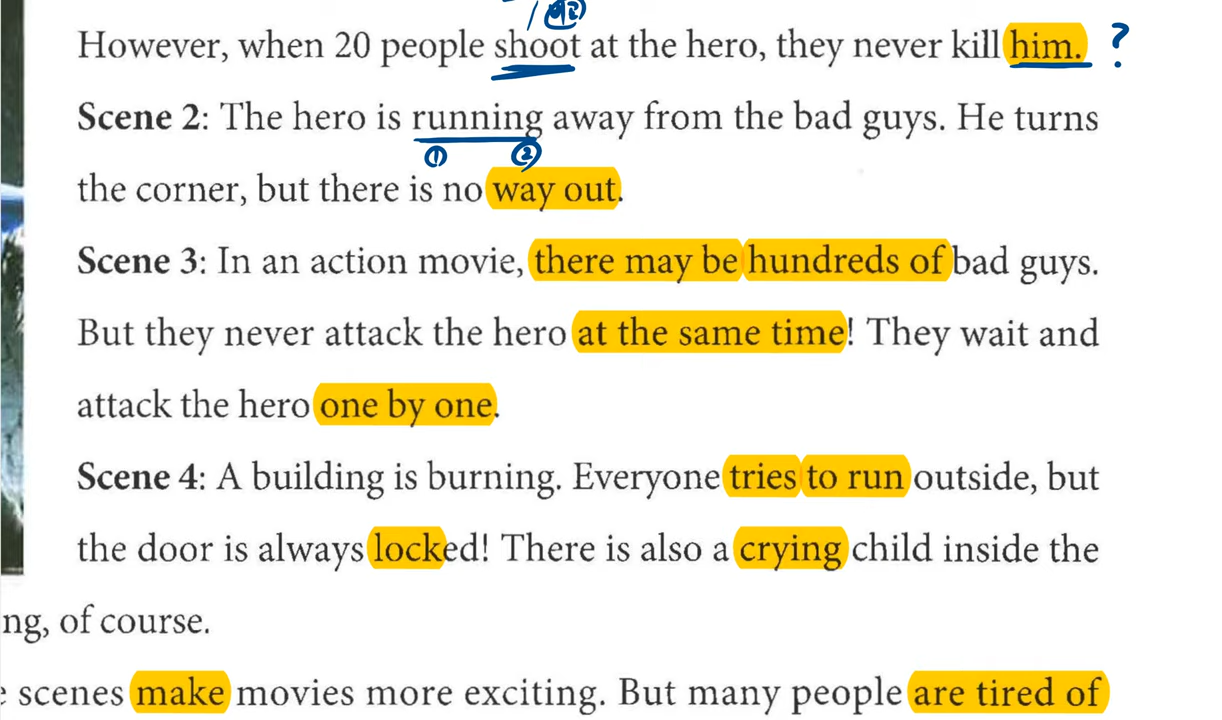 However, when 20 people shoot at the hero, they never kill him. ?
Scene 2: The hero is running away from the bad guys. He turns
① ②
the corner, but there is no way out.
Scene 3: In an action movie, there may be hundreds of bad guys.
But they never attack the hero at the same time! They wait and
attack the hero one by one.
Scene 4: A building is burning. Everyone tries to run outside, but
the door is always locked! There is also a crying child inside the
ng, of course.
scenes make movies more exciting. But many people are tired of